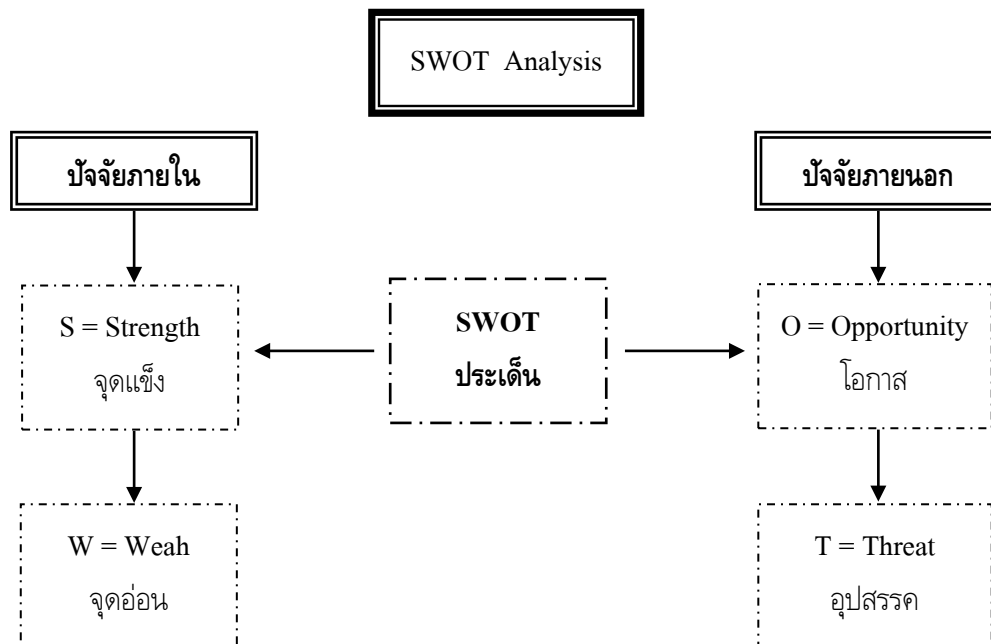 SWOT Analysis
ปัจจัยภายใน
ปัจจัยภายนอก
S = Strength
จุดแข็ง
SWOT
ประเด็น
O = Opportunity
โอกาส
W = Weah
จุดอ่อน
T = Threat
อุปสรรค